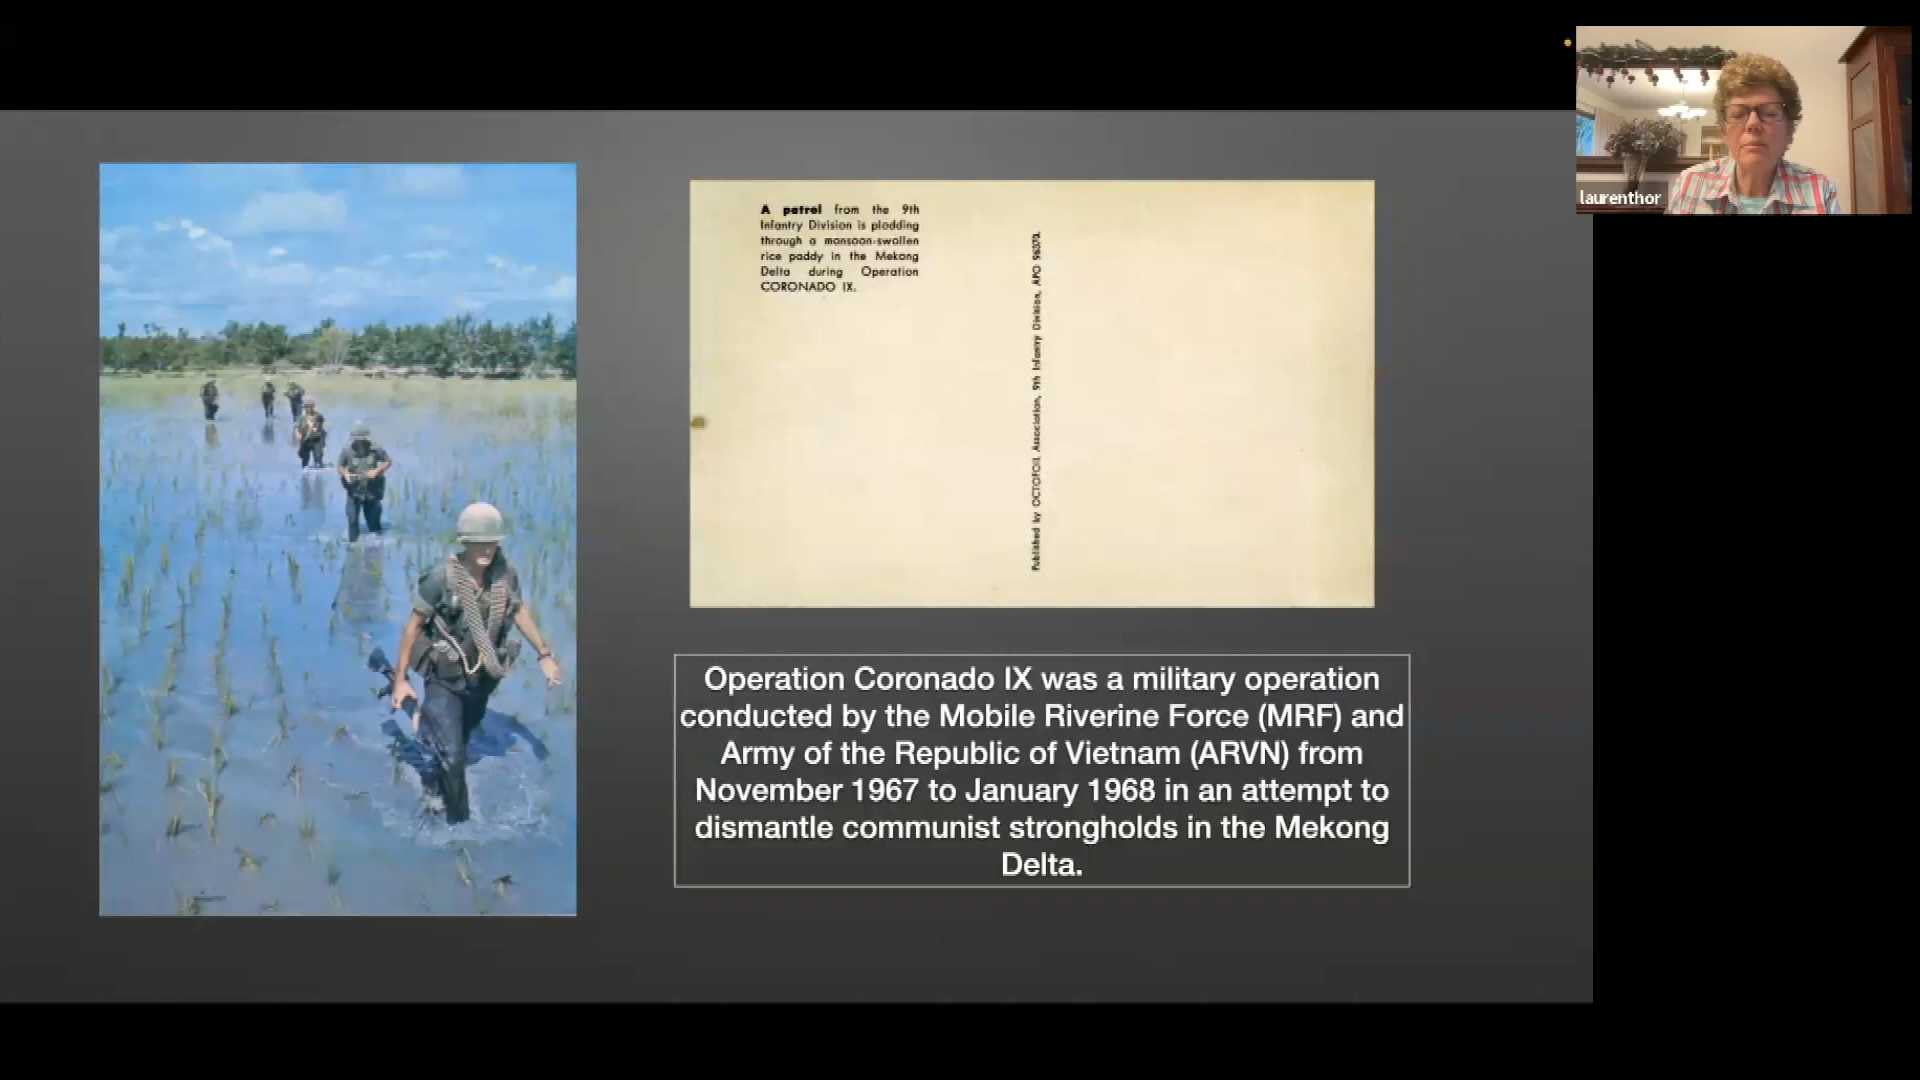 laurenthor
A patrol from the 9th
Infantry Division is plodding
through a monsoon-swollen
rice paddy in the Mekong
Delta during Operation
CORONADO IX.
Published by OCTOFOIL Association, 9th Infantry Division, APO 96370.
Operation Coronado IX was a military operation
conducted by the Mobile Riverine Force (MRF) and
Army of the Republic of Vietnam (ARVN) from
November 1967 to January 1968 in an attempt to
dismantle communist strongholds in the Mekong
Delta.